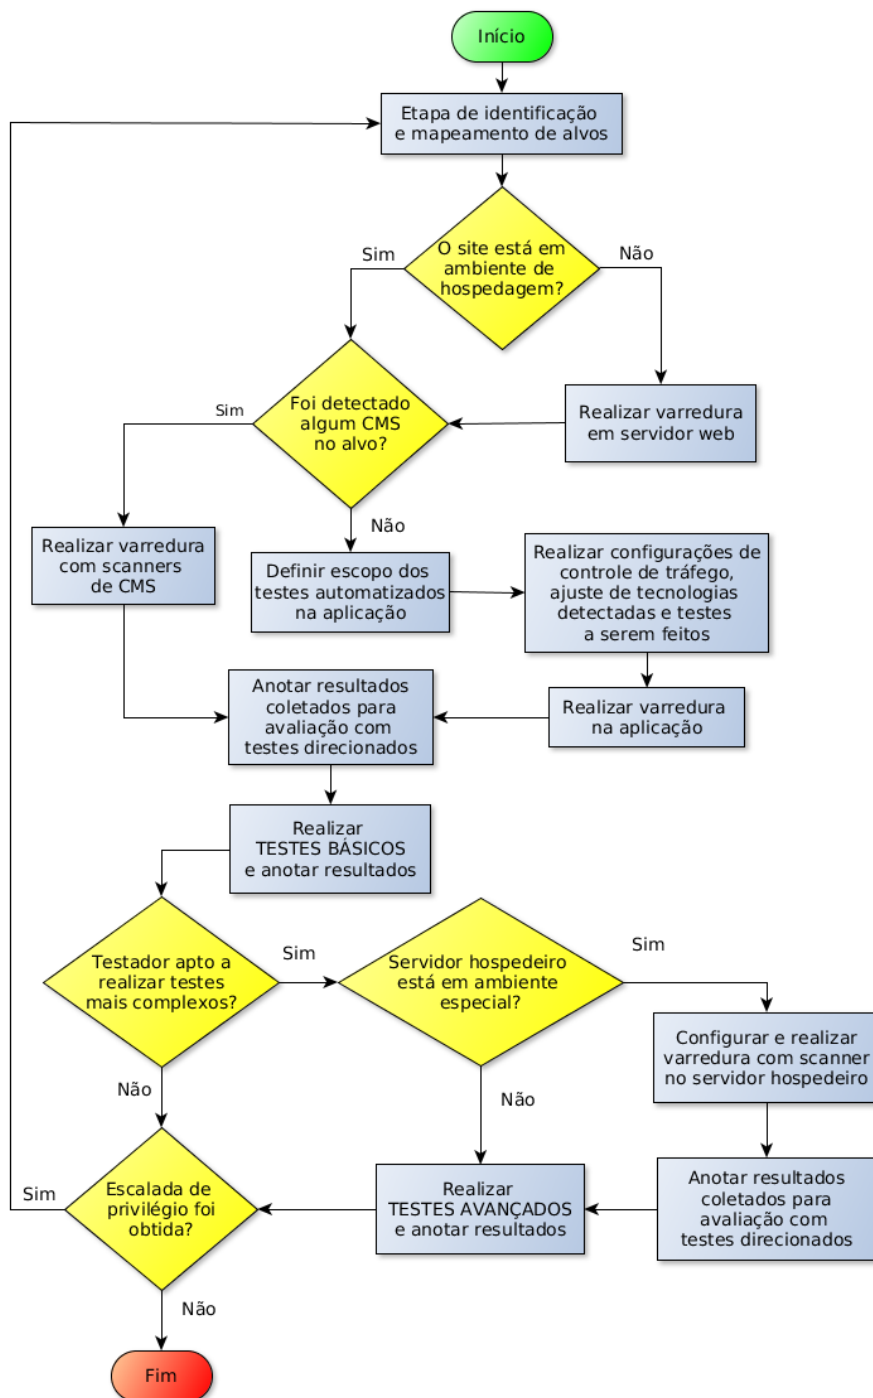 Início
Etapa de identificação
e mapeamento de alvos
O site está em
ambiente de
hospedagem?
Sim
Não
Foi detectado
algum CMS
no alvo?
Sim
Não
Realizar varredura
em servidor web
Realizar varredura
com scanners
de CMS
Definir escopo dos
testes automatizados
na aplicação
Realizar configurações de
controle de tráfego,
ajuste de tecnologias
detectadas e testes
a serem feitos
Anotar resultados
coletados para
avaliação com
testes direcionados
Realizar varredura
na aplicação
Realizar
TESTES BÁSICOS
e anotar resultados
Testador apto a
realizar testes
mais complexos?
Sim
Não
Servidor hospedeiro
está em ambiente
especial?
Sim
Não
Configurar e realizar
varredura com scanner
no servidor hospedeiro
Anotar resultados
coletados para
avaliação com
testes direcionados
Realizar
TESTES AVANÇADOS
e anotar resultados
Escalada de
privilégio foi
obtida?
Sim
Não
Fim